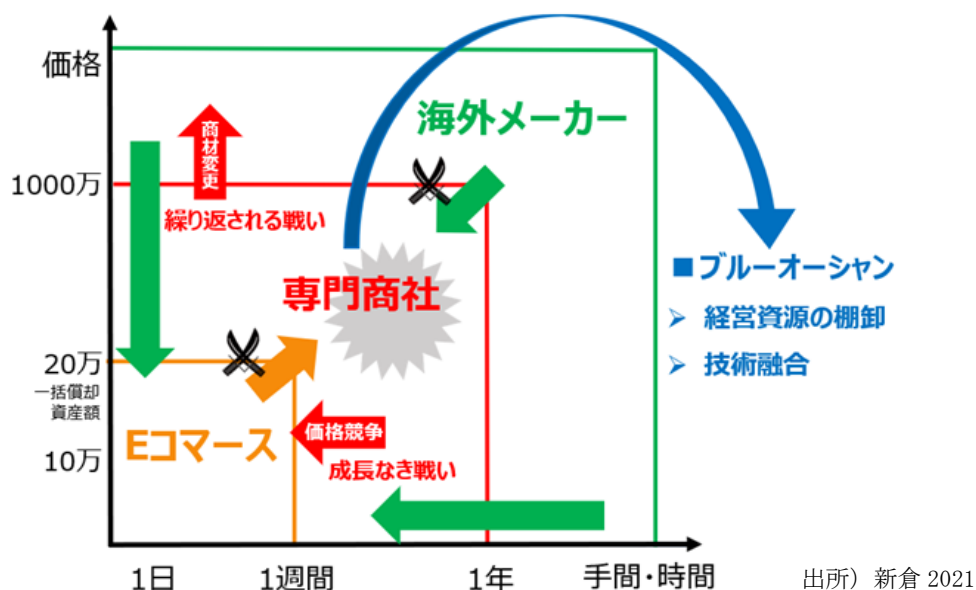 価格
海外メーカー
商材変更
1000万
繰り返される戦い
■ブルーオーシャン
専門商社
➢ 経営資源の棚卸
20万
➢ 技術融合
一括償却
資産額
Eコマース
価格競争
10万
成長なき戦い
1日
1週間
1年
手間・時間
出所）新倉 2021